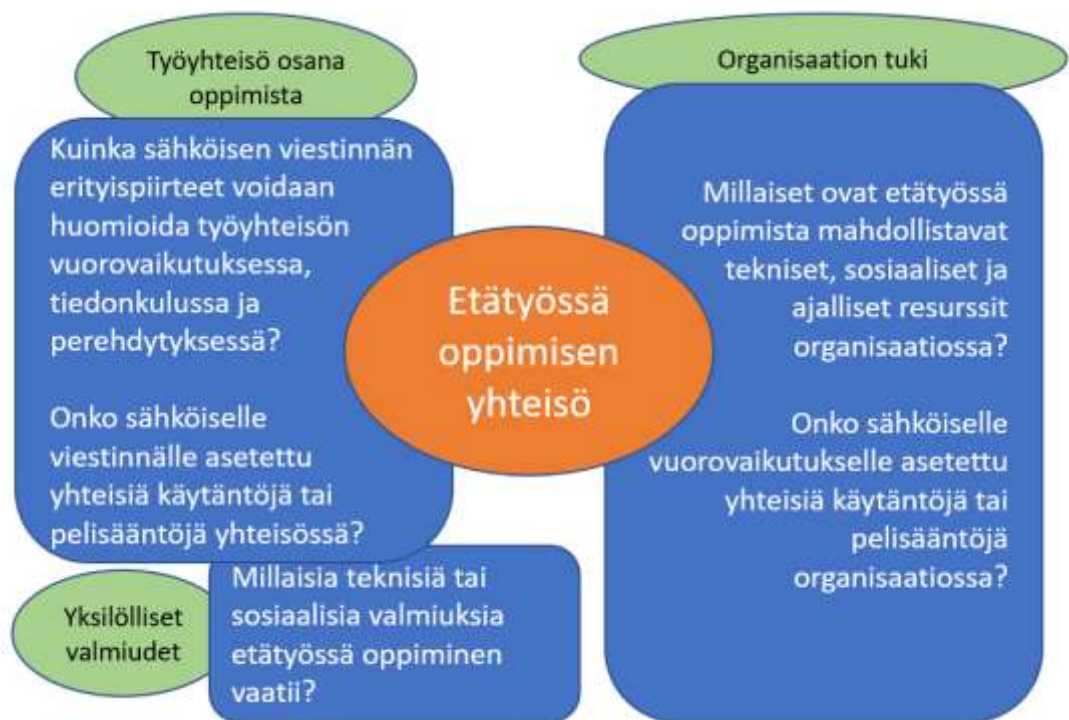 Työyhteisö osana
oppimista
Kuinka sähköisen viestinnän
erityispiirteet voidaan
huomioida työyhteisön
vuorovaikutuksessa,
tiedonkulussa ja
perehdytyksessä?
Onko sähköiselle
viestinnälle asetettu
yhteisiä käytäntöjä tai
pelisääntöjä yhteisössä?
Yksilölliset
valmiudet
Millaisia teknisiä tai
sosiaalisia valmiuksia
etätyössä oppiminen
vaatii?
Etätyössä
oppimisen
yhteisö
Organisaation tuki
Millaiset ovat etätyössä
oppimista mahdollistavat
tekniset, sosiaaliset ja
ajalliset resurssit
organisaatiossa?
Onko sähköiselle
vuorovaikutukselle asetettu
yhteisiä käytäntöjä tai
pelisääntöjä
organisaatiossa?